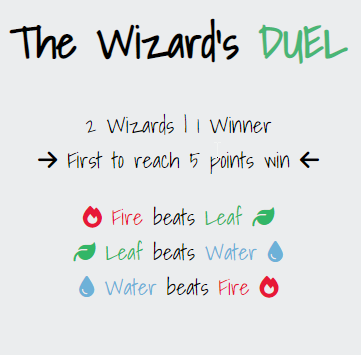 The Wizard's DUEL
2 Wizards | 1 Winner
→ First to reach 5 points win ←
Fire beats Leaf
Leaf beats Water
Water beats Fire